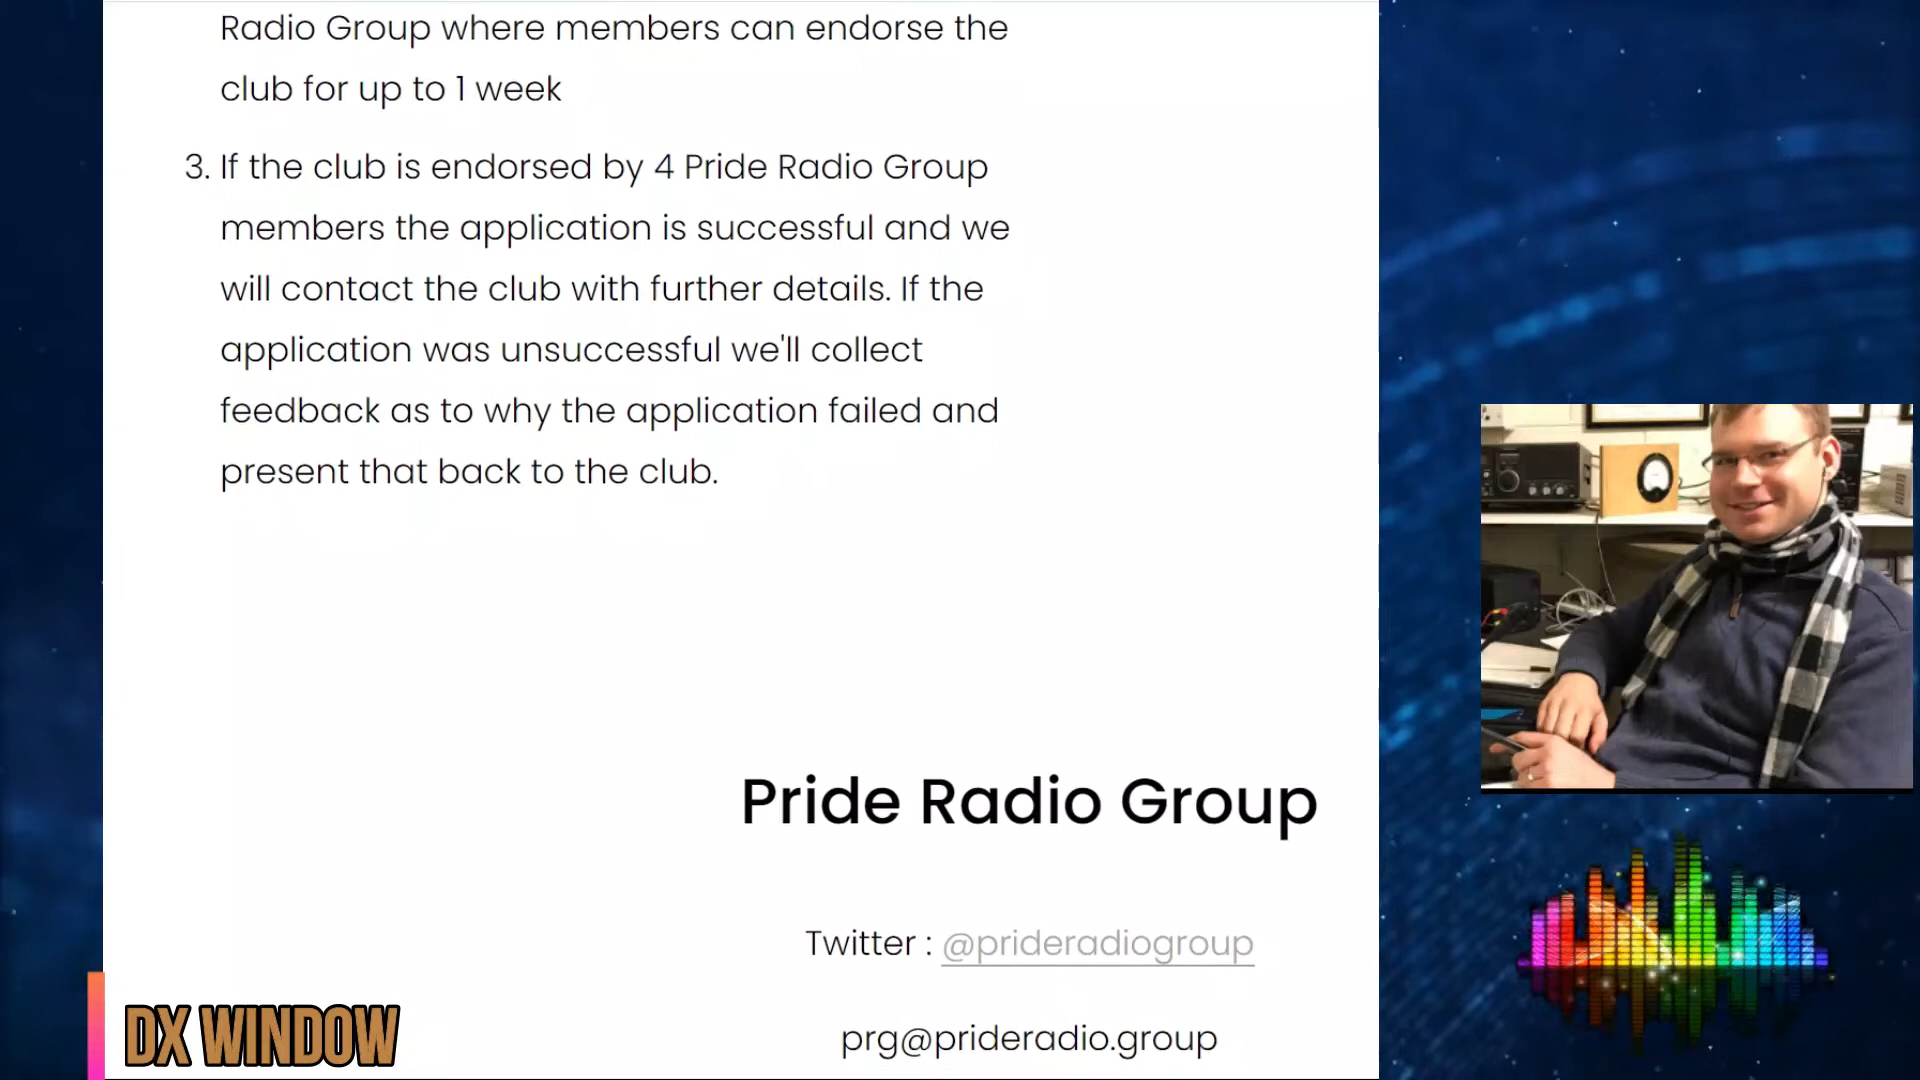 Radio Group where members can endorse the
club for up to 1 week
3. If the club is endorsed by 4 Pride Radio Group
members the application is successful and we
will contact the club with further details. If the
application was unsuccessful we'll collect
feedback as to why the application failed and
present that back to the club.
Pride Radio Group
Twitter : @prideradiogroup
prg@prideradio.group
DX WINDOW